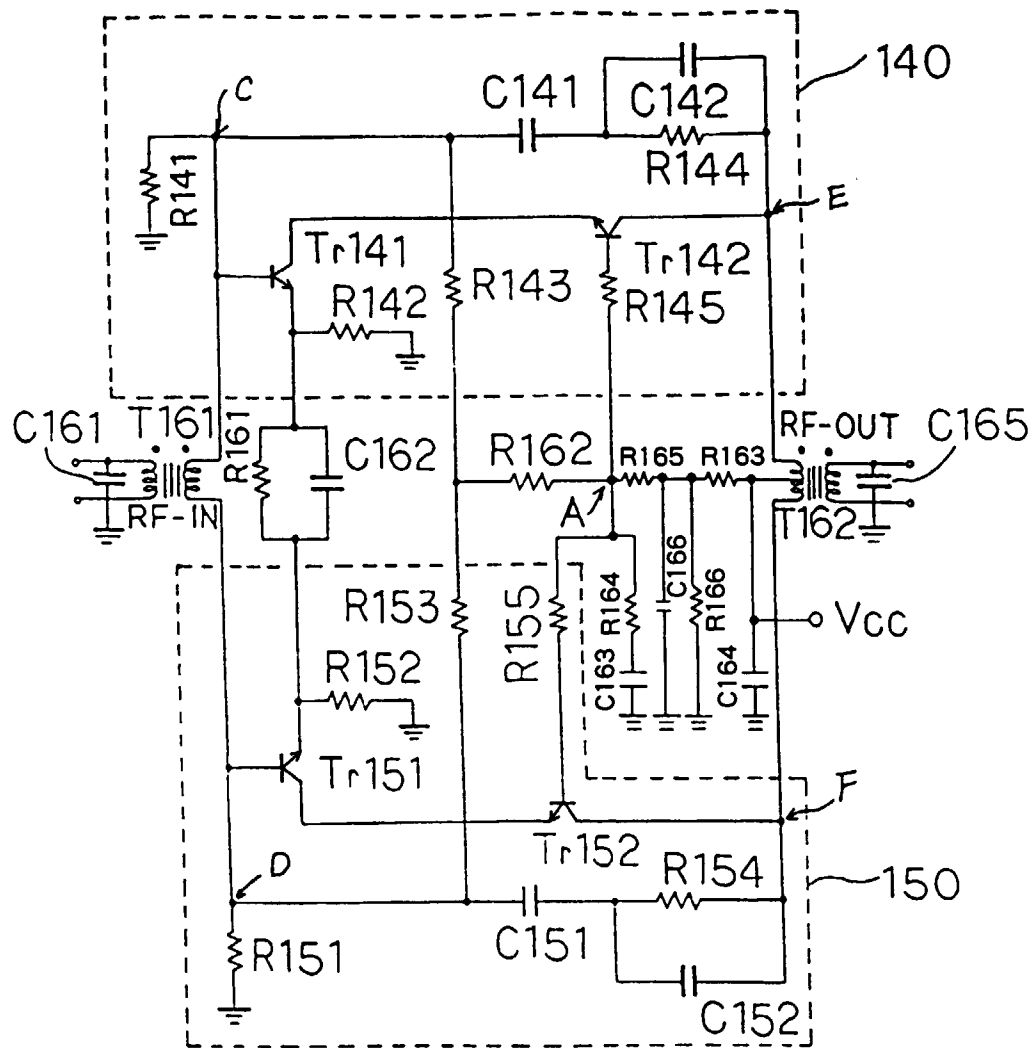 140
C
C141
C142
R144
R141
E
Tr141
Tr142
R142
R143
R145
C161
T161
R161
C162
RF-OUT
C165
R162
R165
R163
RF-IN
A
T162
R153
R155
R164
C166
R166
Vcc
C163
C164
R152
Tr151
F
Tr152
D
R154
150
R151
C151
C152